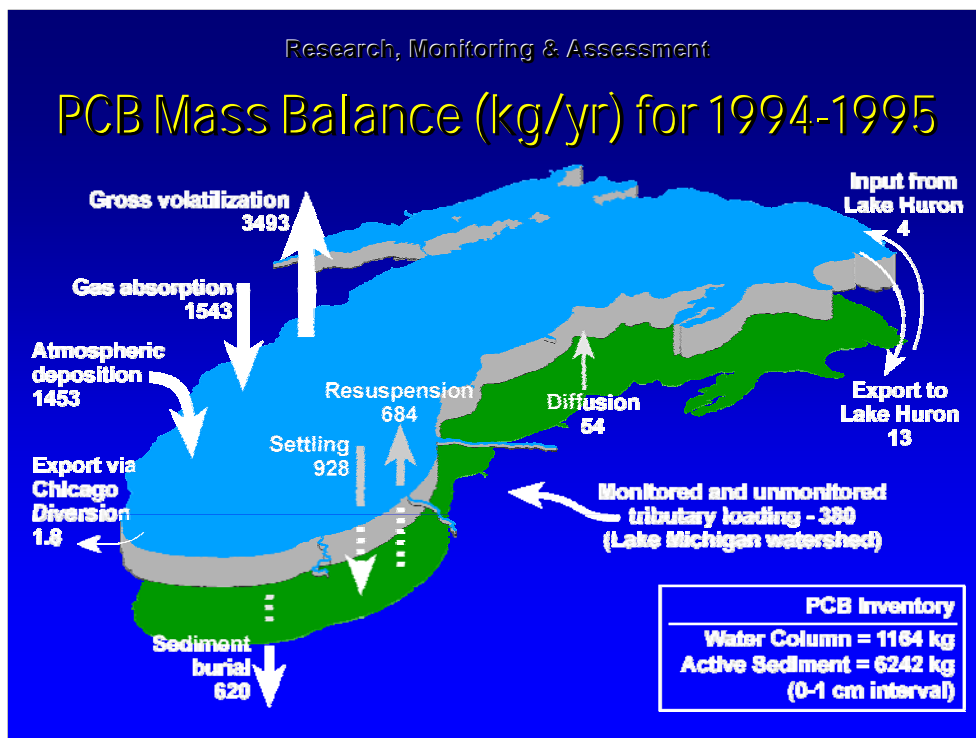 Research, Monitoring & Assessment
PCB Mass Balance (kg/yr) for 1994-1995
Gross volatilization
3493
Input from
Lake Huron
4
Gas absorption
1543
Atmospheric
deposition
1453
Resuspension
684
Diffusion
54
Export to
Lake Huron
13
Settling
928
Export via
Chicago
Diversion
1.8
Monitored and unmonitored
tributary loading - 380
(Lake Michigan watershed)
Sediment
burial
620
PCB Inventory
Water Column = 1164 kg
Active Sediment = 6242 kg
(0-1 cm interval)